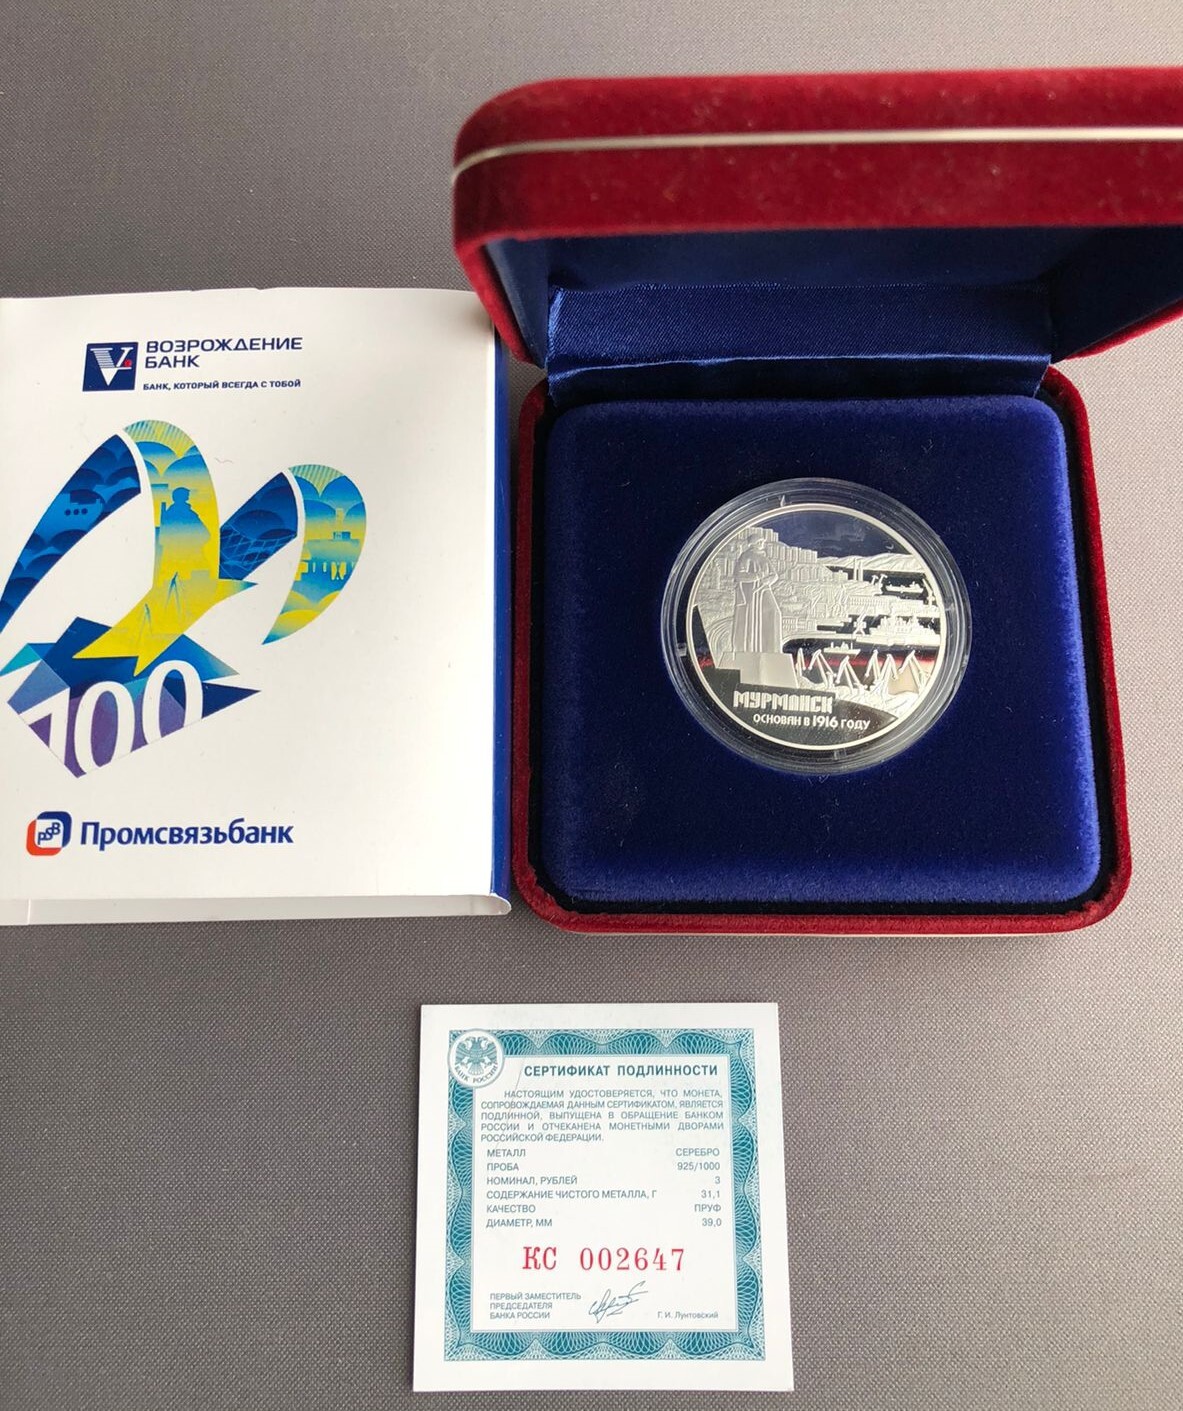 ВОЗРОЖДЕНИЕ
БАНК
БАНК, КОТОРЫЙ ВСЕГДА С ТОБОЙ
100
PSB Промсвязьбанк
МУРМАНСК
ОСНОВАН В 1916 ГОДУ
БАНК РОССИИ
СЕРТИФИКАТ ПОДЛИННОСТИ
НАСТОЯЩИМ УДОСТОВЕРЯЕТСЯ, ЧТО МОНЕТА,
СОПРОВОЖДАЕМАЯ ДАННЫМ СЕРТИФИКАТОМ, ЯВЛЯЕТСЯ
ПОДЛИННОЙ, ВЫПУЩЕНА В ОБРАЩЕНИЕ БАНКОМ
РОССИИ И ОТЧЕКАНЕНА МОНЕТНЫМИ ДВОРАМИ
РОССИЙСКОЙ ФЕДЕРАЦИИ.
МЕТАЛЛ СЕРЕБРО
ПРОБА 925/1000
НОМИНАЛ, РУБЛЕЙ 3
СОДЕРЖАНИЕ ЧИСТОГО МЕТАЛЛА, Г 31,1
КАЧЕСТВО ПРУФ
ДИАМЕТР, ММ 39,0
КС 002647
ПЕРВЫЙ ЗАМЕСТИТЕЛЬ
ПРЕДСЕДАТЕЛЯ
БАНКА РОССИИ Г. И. Лунтовский